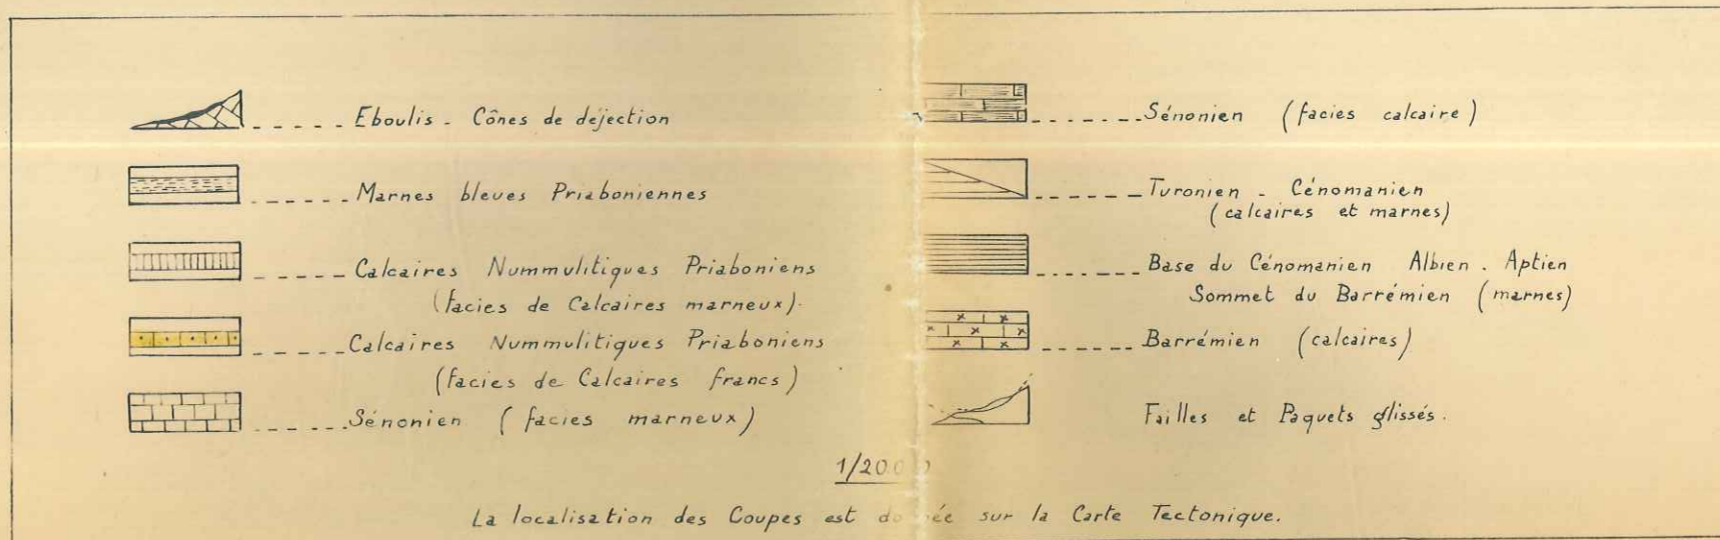 Eboulis - Cônes de déjection
Marnes bleues Priaboniennes
Calcaires Nummulitiques Priaboniens
(facies de Calcaires marneux).
Calcaires Nummulitiques Priaboniens
(facies de Calcaires francs)
Sénonien (facies marneux)
Sénonien (facies calcaire)
Turonien - Cénomanien
(calcaires et marnes)
Base du Cénomanien Albien . Aptien
Sommet du Barrémien (marnes)
Barrémien (calcaires)
Failles et Paquets glissés.
La localisation des Coupes est sur la Carte Tectonique.